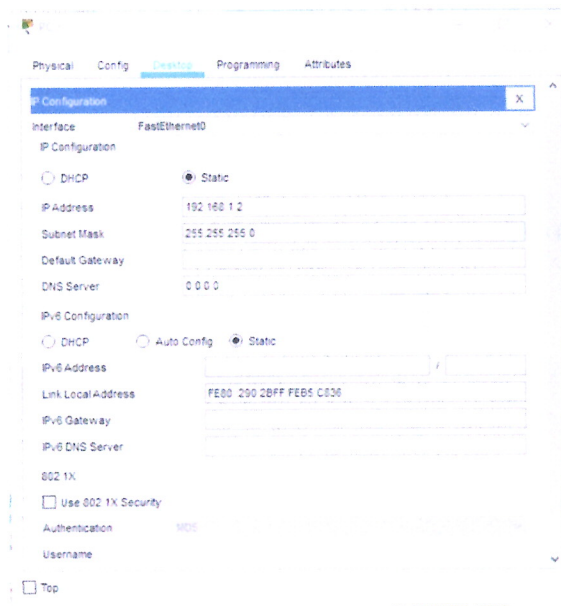 Physical Config Desktop Programming Attributes
IP Configuration X
Interface FastEthernet0
IP Configuration
DHCP Static
IP Address 192.168.1.2
Subnet Mask 255.255.255.0
Default Gateway
DNS Server 0.0.0.0
IPv6 Configuration
DHCP Auto Config Static
IPv6 Address /
Link Local Address FE80::290:2BFF:FEB5:C836
IPv6 Gateway
IPv6 DNS Server
802.1X
Use 802.1X Security
Authentication MD5
Username
Top